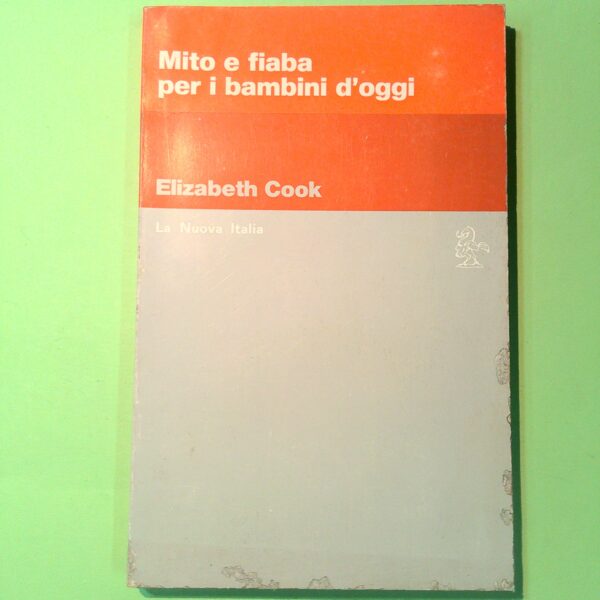 Mito e fiaba
per i bambini d'oggi
Elizabeth Cook
La Nuova Italia